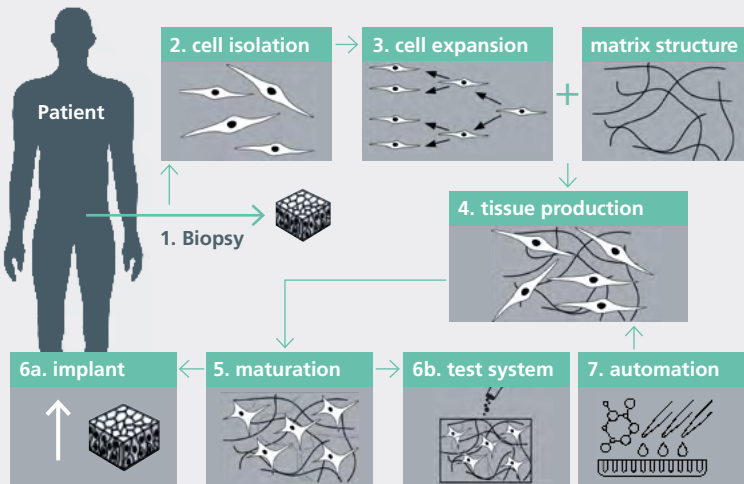 2. cell isolation
3. cell expansion
matrix structure
Patient
+
4. tissue production
1. Biopsy
6a. implant
5. maturation
6b. test system
7. automation